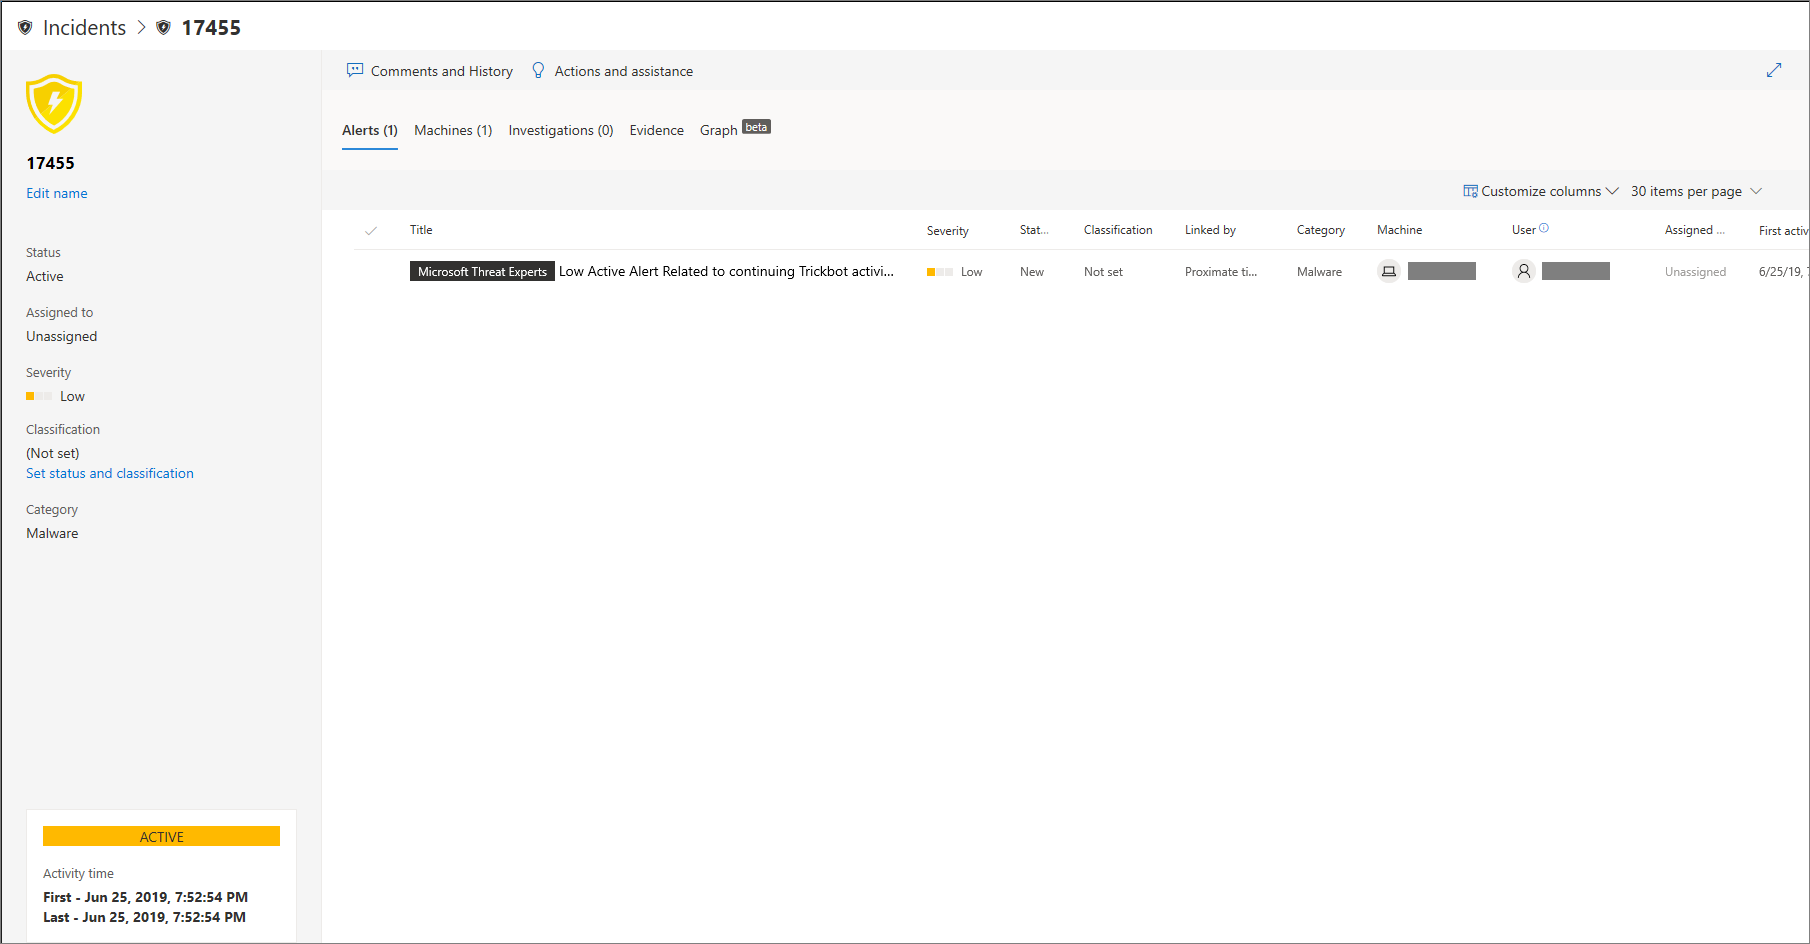 Incidents > 17455
17455
Edit name
Status
Active
Assigned to
Unassigned
Severity
Low
Classification
(Not set)
Set status and classification
Category
Malware
ACTIVE
Activity time
First - Jun 25, 2019, 7:52:54 PM
Last - Jun 25, 2019, 7:52:54 PM
Comments and History Actions and assistance
Alerts (1) Machines (1) Investigations (0) Evidence Graph beta
Customize columns 30 items per page
Title Severity Stat... Classification Linked by Category Machine User Assigned ... First activ
Microsoft Threat Experts Low Active Alert Related to continuing Trickbot activi... Low New Not set Proximate ti... Malware Unassigned 6/25/19,